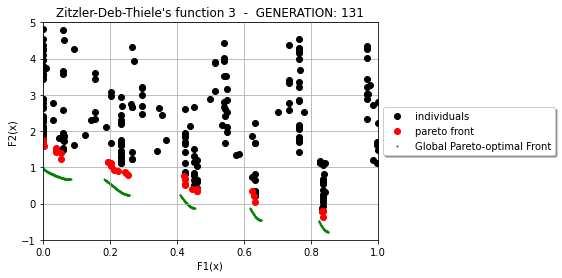 Zitzler-Deb-Thiele's function 3 - GENERATION: 131
5
4
3
2
1
0
−1
F2(x)
0.0 0.2 0.4 0.6 0.8 1.0
F1(x)
individuals
pareto front
Global Pareto-optimal Front